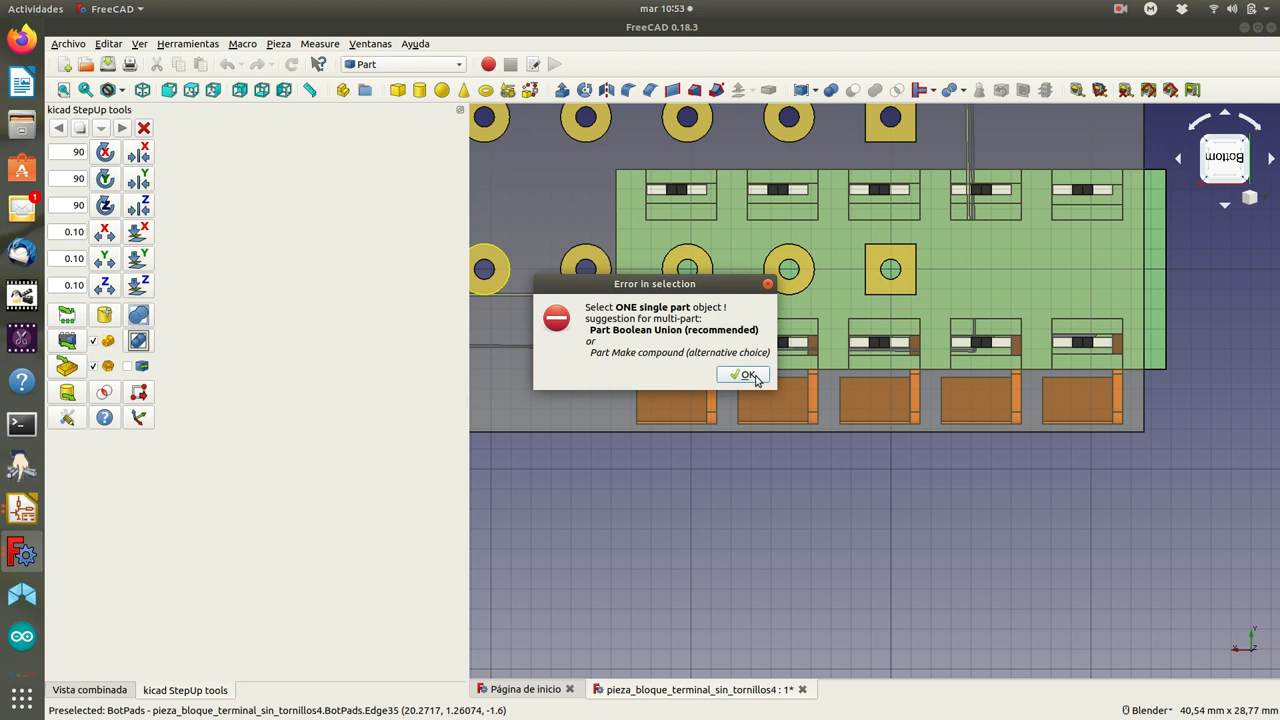 Actividades FreeCAD mar 10:53
FreeCAD 0.18.3
Archivo Editar Ver Herramientas Macro Pieza Measure Ventanas Ayuda
Part
kicad StepUp tools
90 X X
90 Y Y
90 Z Z
0.10 X X
0.10 Y Y
0.10 Z Z
1
Bottom
Error in selection
Select ONE single part object !
suggestion for multi-part:
Part Boolean Union (recommended)
or
Part Make compound (alternative choice)
OK
Y
X Z
Vista combinada kicad StepUp tools
Página de inicio pieza_bloque_terminal_sin_tornillos4 : 1*
Preselected: BotPads - pieza_bloque_terminal_sin_tornillos4.BotPads.Edge35 (20.2717, 1.26074, -1.6) Blender 40,54 mm x 28,77 mm